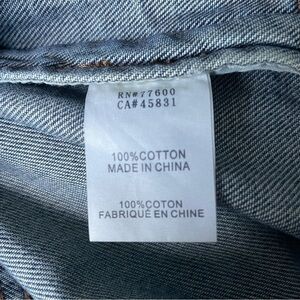 RN#77600
CA#45831
100%COTTON
MADE IN CHINA
100%COTON
FABRIQUÉ EN CHINE